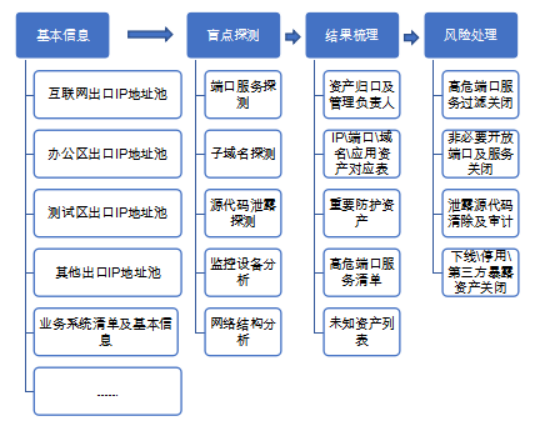 基本信息
盲点探测
结果梳理
风险处理
互联网出口IP地址池
办公区出口IP地址池
测试区出口IP地址池
其他出口IP地址池
业务系统清单及基本信
息
......
端口服务探
测
子域名探测
源代码泄露
探测
监控设备分
析
网络结构分
析
资产归口及
管理负责人
IP\端口\域
名\应用资
产对应表
重要防护资
产
高危端口服
务清单
未知资产列
表
高危端口服
务过滤关闭
非必要开放
端口及服务
关闭
泄露源代码
清除及审计
下线\停用\
第三方暴露
资产关闭